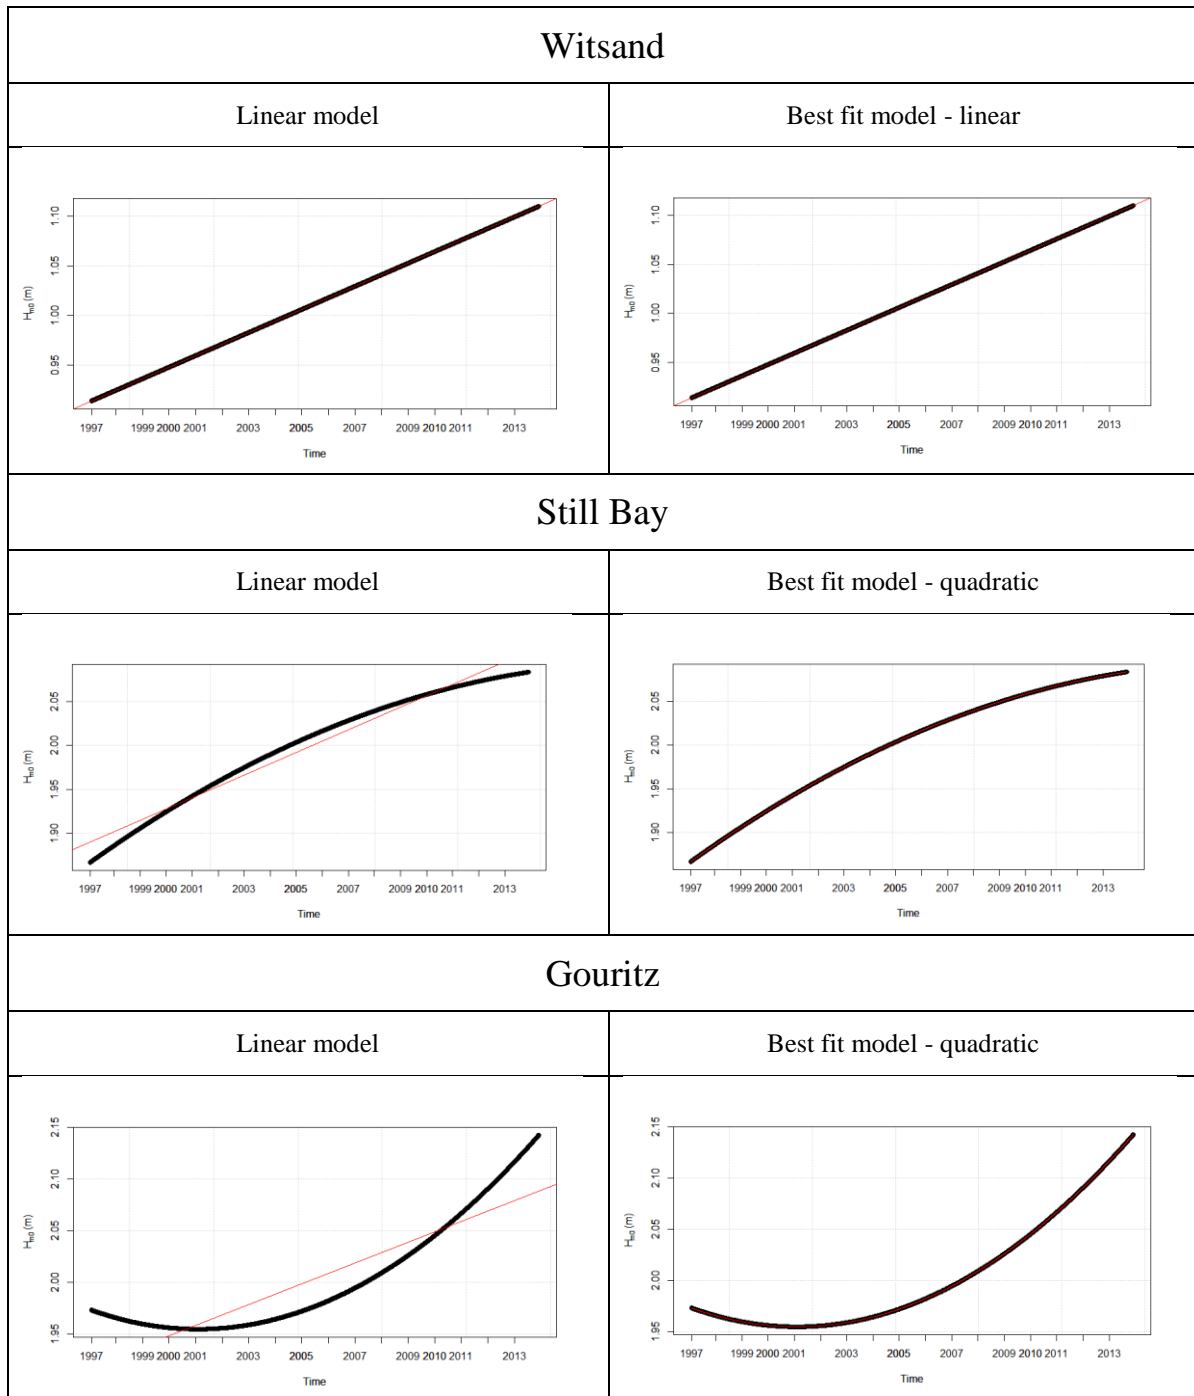 Witsand
Linear model
Best fit model - linear
1.10
1.05
1.00
0.95
Hm0 (m)
1997 1999 2000 2001 2003 2005 2007 2009 2010 2011 2013
Time
1.10
1.05
1.00
0.95
Hm0 (m)
1997 1999 2000 2001 2003 2005 2007 2009 2010 2011 2013
Time
Still Bay
Linear model
Best fit model - quadratic
2.05
2.00
1.95
1.90
Hm0 (m)
1997 1999 2000 2001 2003 2005 2007 2009 2010 2011 2013
Time
2.05
2.00
1.95
1.90
Hm0 (m)
1997 1999 2000 2001 2003 2005 2007 2009 2010 2011 2013
Time
Gouritz
Linear model
Best fit model - quadratic
2.15
2.10
2.05
2.00
1.95
Hm0 (m)
1997 1999 2000 2001 2003 2005 2007 2009 2010 2011 2013
Time
2.15
2.10
2.05
2.00
1.95
Hm0 (m)
1997 1999 2000 2001 2003 2005 2007 2009 2010 2011 2013
Time